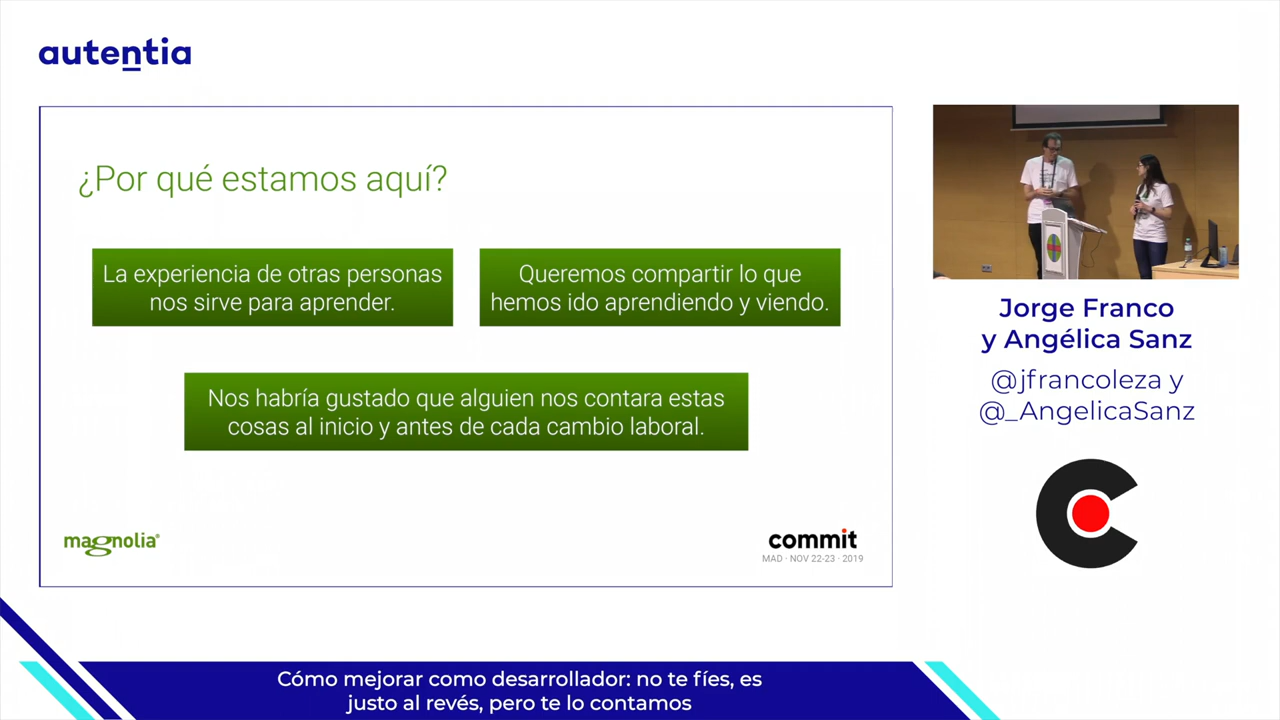 autentia
¿Por qué estamos aquí?
La experiencia de otras personas
nos sirve para aprender.
Queremos compartir lo que
hemos ido aprendiendo y viendo.
Nos habría gustado que alguien nos contara estas
cosas al inicio y antes de cada cambio laboral.
magnolia®
commit
MAD · NOV 22-23 · 2019
Jorge Franco
y Angélica Sanz
@jfrancoleza y
@_AngelicaSanz
Cómo mejorar como desarrollador: no te fíes, es
justo al revés, pero te lo contamos